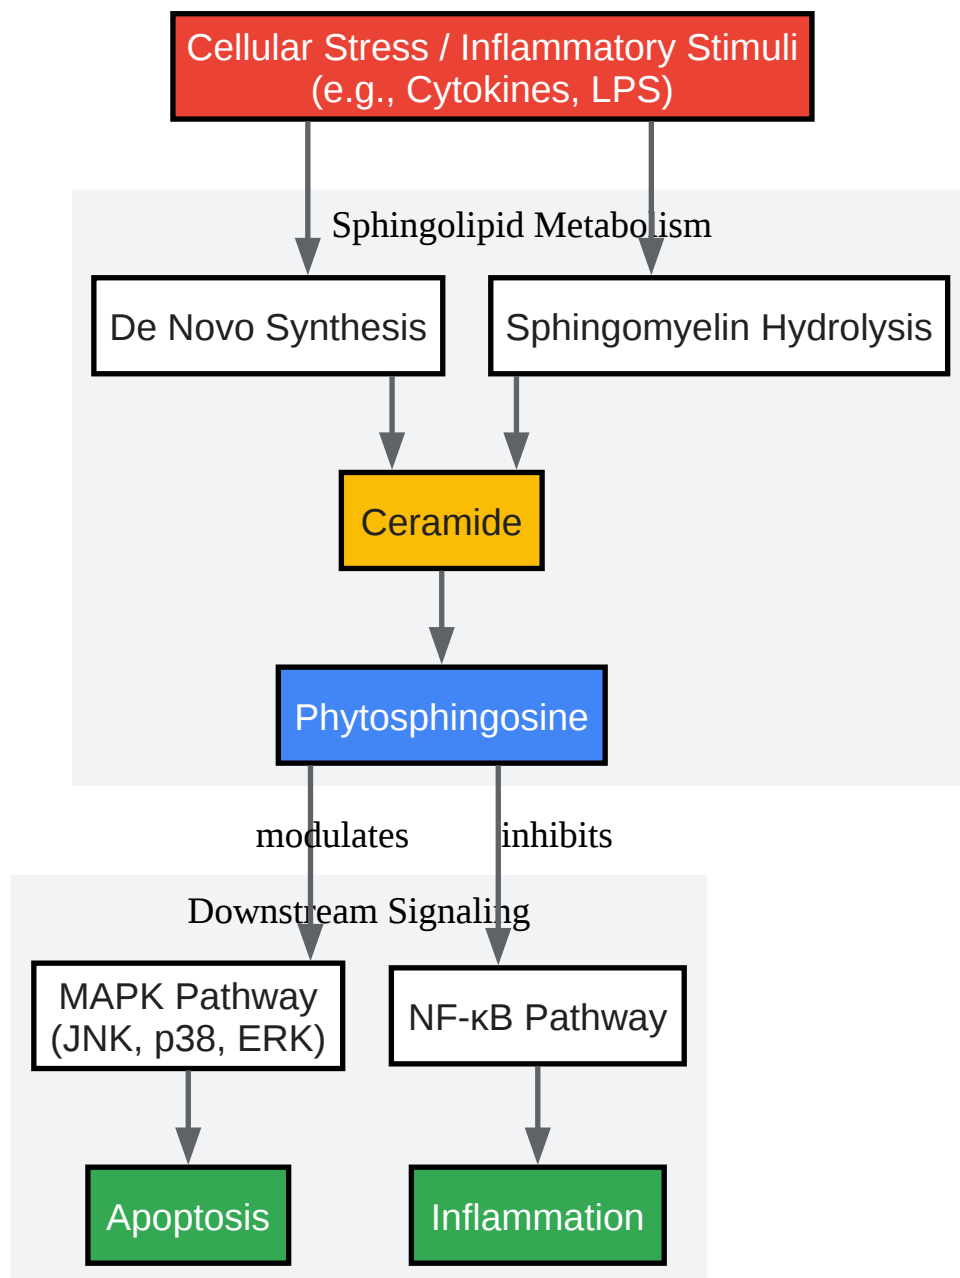 Cellular Stress / Inflammatory Stimuli
(e.g., Cytokines, LPS)
Sphingolipid Metabolism
De Novo Synthesis
Sphingomyelin Hydrolysis
Ceramide
Phytosphingosine
modulates
inhibits
Downstream Signaling
MAPK Pathway
(JNK, p38, ERK)
NF-κB Pathway
Apoptosis
Inflammation